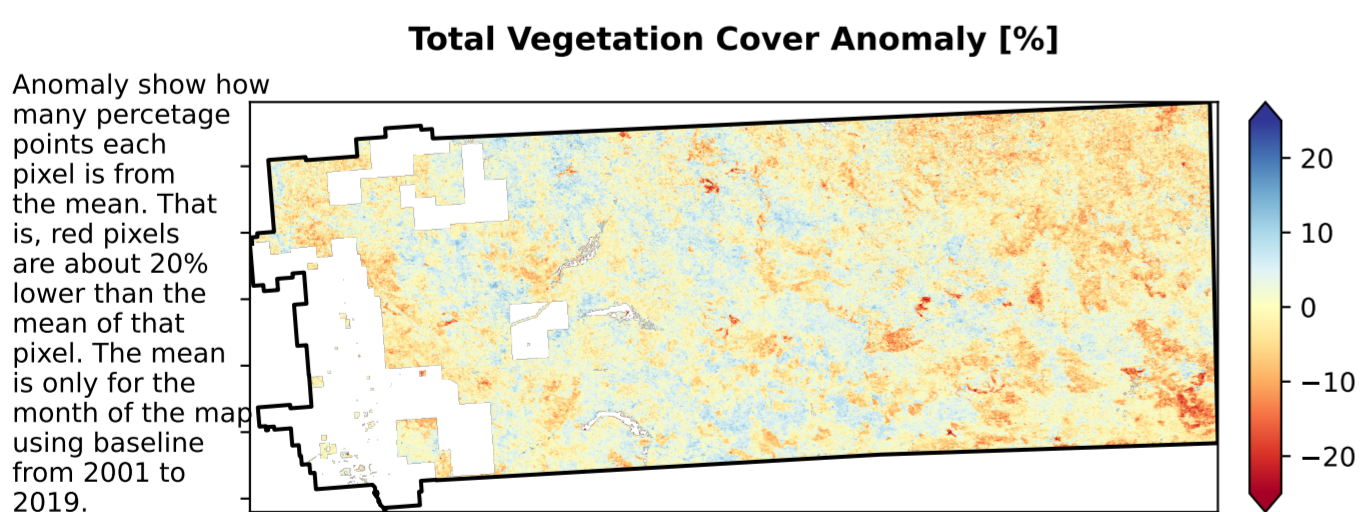 Total Vegetation Cover Anomaly [%]
Anomaly show how
many percetage
points each
pixel is from
the mean. That
is, red pixels
are about 20%
lower than the
mean of that
pixel. The mean
is only for the
month of the map
using baseline
from 2001 to
2019.
20
10
0
−10
−20